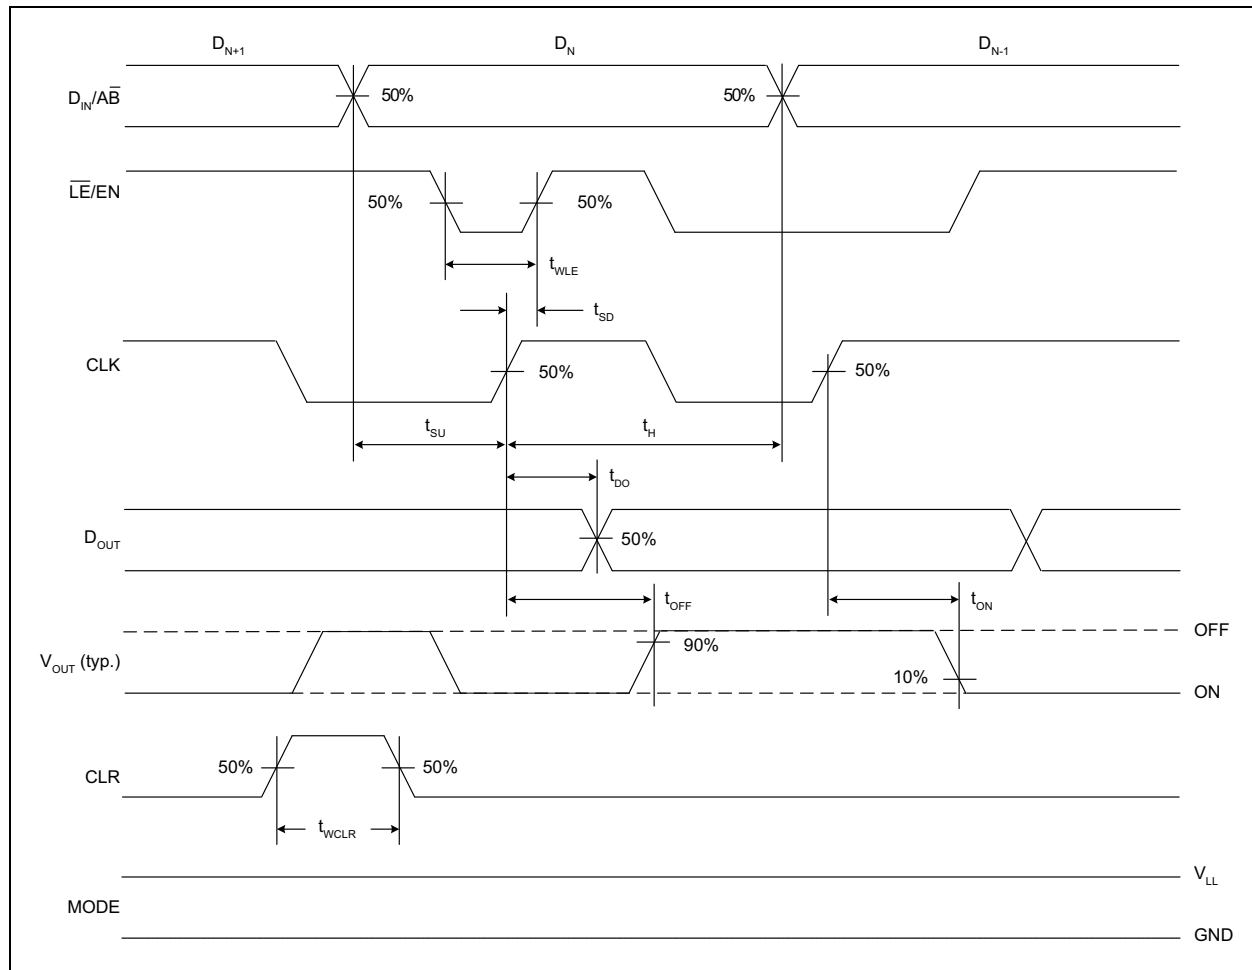 D_N+1 D_N D_N-1
D_IN/AB̅ 50% 50%
L̅E̅/EN 50% 50%
t_WLE
t_SD
CLK 50% 50%
t_SU t_H
t_DO
D_OUT 50%
t_OFF t_ON
OFF
V_OUT (typ.) 90%
10%
ON
CLR 50% 50%
t_WCLR
V_LL
MODE
GND